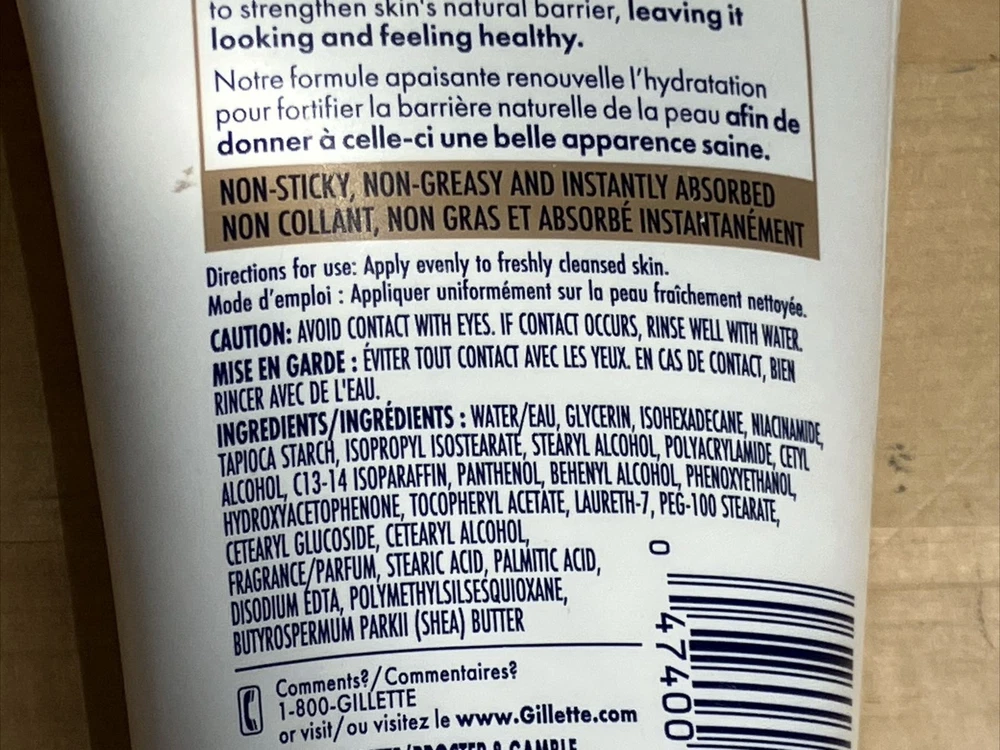 to strengthen skin's natural barrier, leaving it
looking and feeling healthy.
Notre formule apaisante renouvelle l'hydratation
pour fortifier la barrière naturelle de la peau afin de
donner à celle-ci une belle apparence saine.
NON-STICKY, NON-GREASY AND INSTANTLY ABSORBED
NON COLLANT, NON GRAS ET ABSORBÉ INSTANTANÉMENT
Directions for use: Apply evenly to freshly cleansed skin.
Mode d'emploi : Appliquer uniformément sur la peau fraîchement nettoyée.
CAUTION: AVOID CONTACT WITH EYES. IF CONTACT OCCURS, RINSE WELL WITH WATER.
MISE EN GARDE : ÉVITER TOUT CONTACT AVEC LES YEUX. EN CAS DE CONTACT, BIEN
RINCER AVEC DE L'EAU.
INGREDIENTS/INGRÉDIENTS : WATER/EAU, GLYCERIN, ISOHEXADECANE, NIACINAMIDE,
TAPIOCA STARCH, ISOPROPYL ISOSTEARATE, STEARYL ALCOHOL, POLYACRYLAMIDE, CETYL
ALCOHOL, C13-14 ISOPARAFFIN, PANTHENOL, BEHENYL ALCOHOL, PHENOXYETHANOL,
HYDROXYACETOPHENONE, TOCOPHERYL ACETATE, LAURETH-7, PEG-100 STEARATE,
CETEARYL GLUCOSIDE, CETEARYL ALCOHOL,
FRAGRANCE/PARFUM, STEARIC ACID, PALMITIC ACID,
DISODIUM EDTA, POLYMETHYLSILSESQUIOXANE,
BUTYROSPERMUM PARKII (SHEA) BUTTER
Comments?/Commentaires?
1-800-GILLETTE
or visit/ou visitez le www.Gillette.com
PROCTER & GAMBLE
0 47400